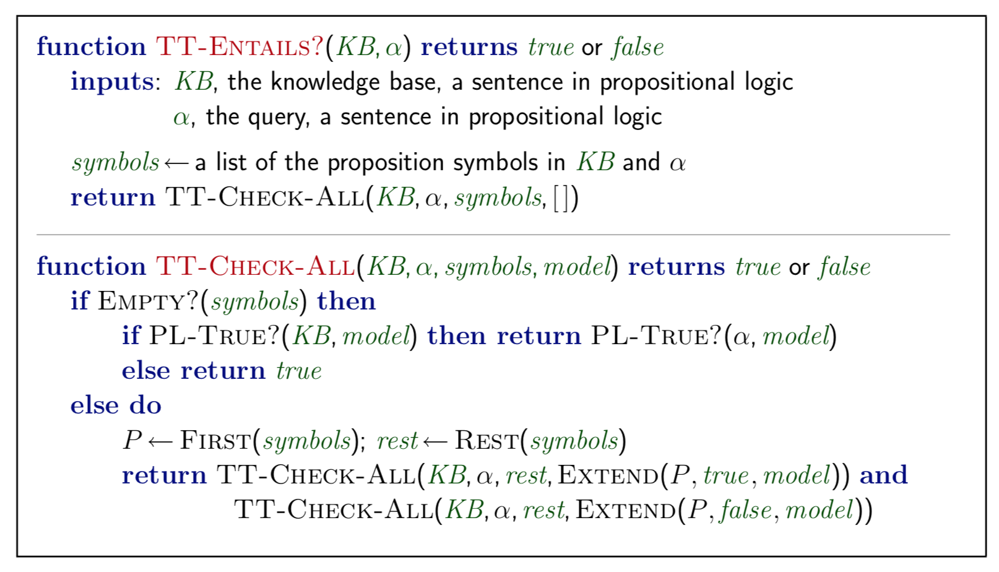 function TT-ENTAILS?(KB, α) returns true or false
inputs: KB, the knowledge base, a sentence in propositional logic
α, the query, a sentence in propositional logic
symbols ← a list of the proposition symbols in KB and α
return TT-CHECK-ALL(KB, α, symbols, [ ])
function TT-CHECK-ALL(KB, α, symbols, model) returns true or false
if EMPTY?(symbols) then
if PL-TRUE?(KB, model) then return PL-TRUE?(α, model)
else return true
else do
P ← FIRST(symbols); rest ← REST(symbols)
return TT-CHECK-ALL(KB, α, rest, EXTEND(P, true, model)) and
TT-CHECK-ALL(KB, α, rest, EXTEND(P, false, model))